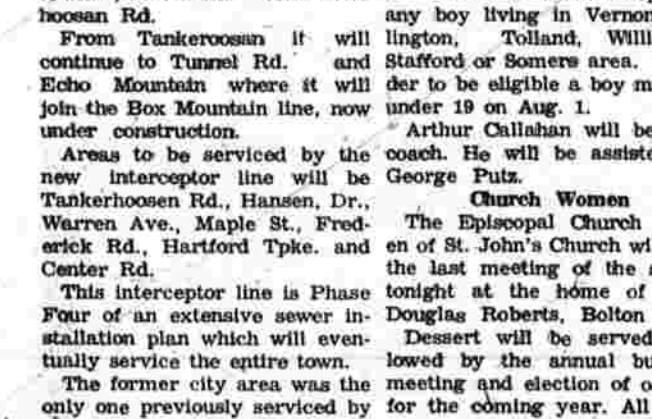 hoosan Rd.
From Tankeroosan it will
continue to Tunnel Rd. and
Echo Mountain where it will
join the Box Mountain line, now
under construction.
Areas to be serviced by the
new interceptor line will be
Tankerhoosen Rd., Hansen, Dr.,
Warren Ave., Maple St., Fred-
erick Rd., Hartford Tpke. and
Center Rd.
This interceptor line is Phase
Four of an extensive sewer in-
stallation plan which will even-
tually service the entire town.
The former city area was the
only one previously serviced by
any boy living in Vernon
lington, Tolland, Willi
Stafford or Somers area.
der to be eligible a boy m
under 19 on Aug. 1.
Arthur Callahan will be
coach. He will be assiste
George Putz.
Church Women
The Episcopal Church
en of St. John's Church wi
the last meeting of the s
tonight at the home of
Douglas Roberts, Bolton
Dessert will be served
lowed by the annual bu
meeting and election of o
for the coming year. All